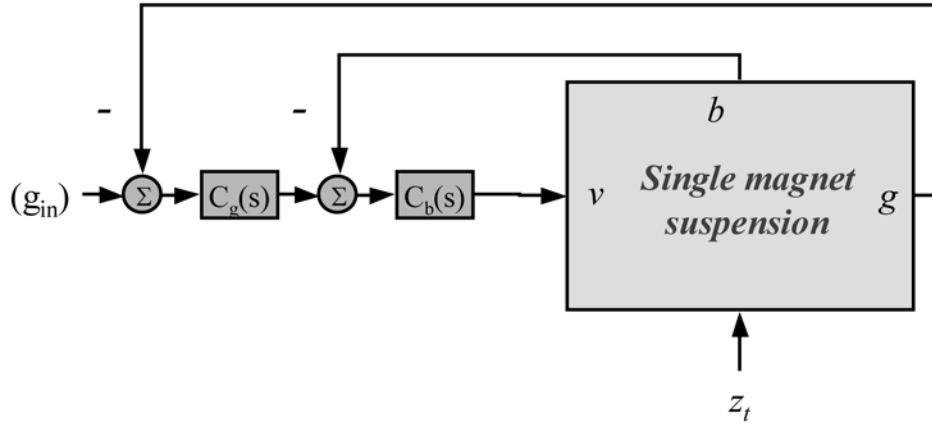 -
-
b
(g_in)
Σ
C_g(s)
Σ
C_b(s)
v
Single magnet
suspension
g
z_t